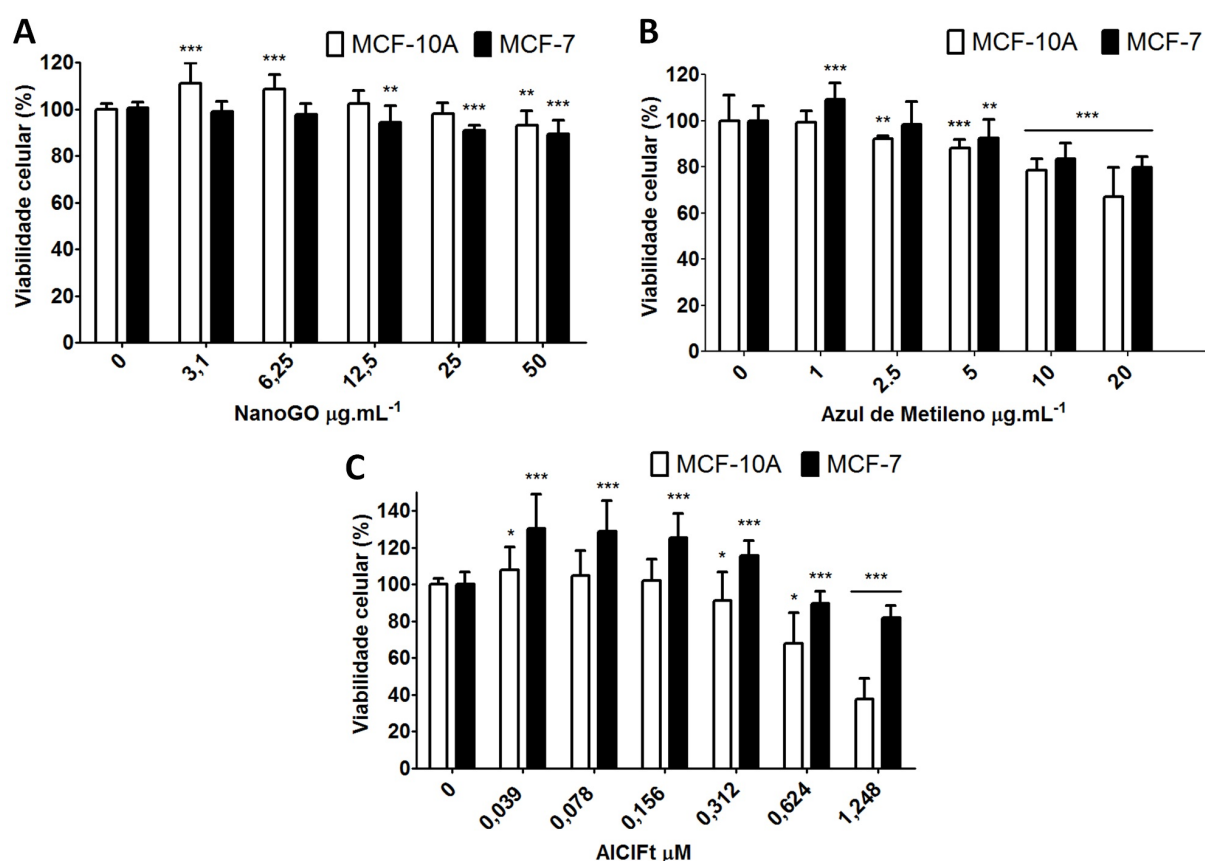 A
MCF-10A MCF-7
Viabilidade celular (%)
120
100
80
60
40
20
0
*** *** ** *** ** ***
0 3,1 6,25 12,5 25 50
NanoGO µg.mL-1
B
MCF-10A MCF-7
Viabilidade celular (%)
120
100
80
60
40
20
0
*** ** *** ** ***
0 1 2.5 5 10 20
Azul de Metileno µg.mL-1
C
MCF-10A MCF-7
Viabilidade celular (%)
140
120
100
80
60
40
20
0
* *** *** *** * *** * *** ***
0 0,039 0,078 0,156 0,312 0,624 1,248
AlClFt µM